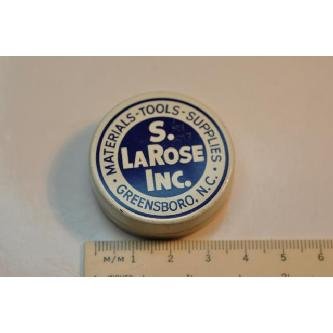 MATERIALS-TOOLS-SUPPLIES
S.
LAROSE
INC.
GREENSBORO, N.C.
M/M 1 2 3 4 5 6